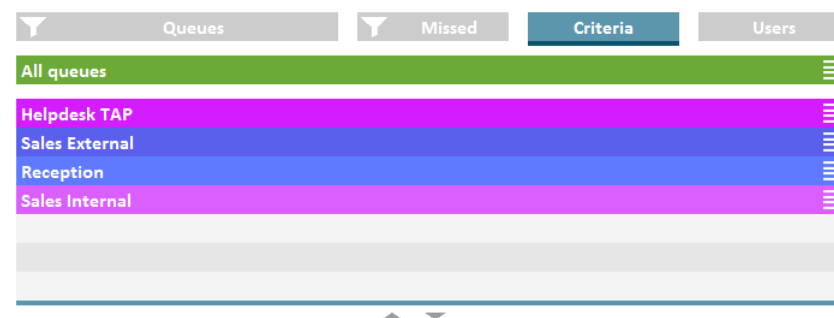 Queues Missed Criteria Users
All queues
Helpdesk TAP
Sales External
Reception
Sales Internal